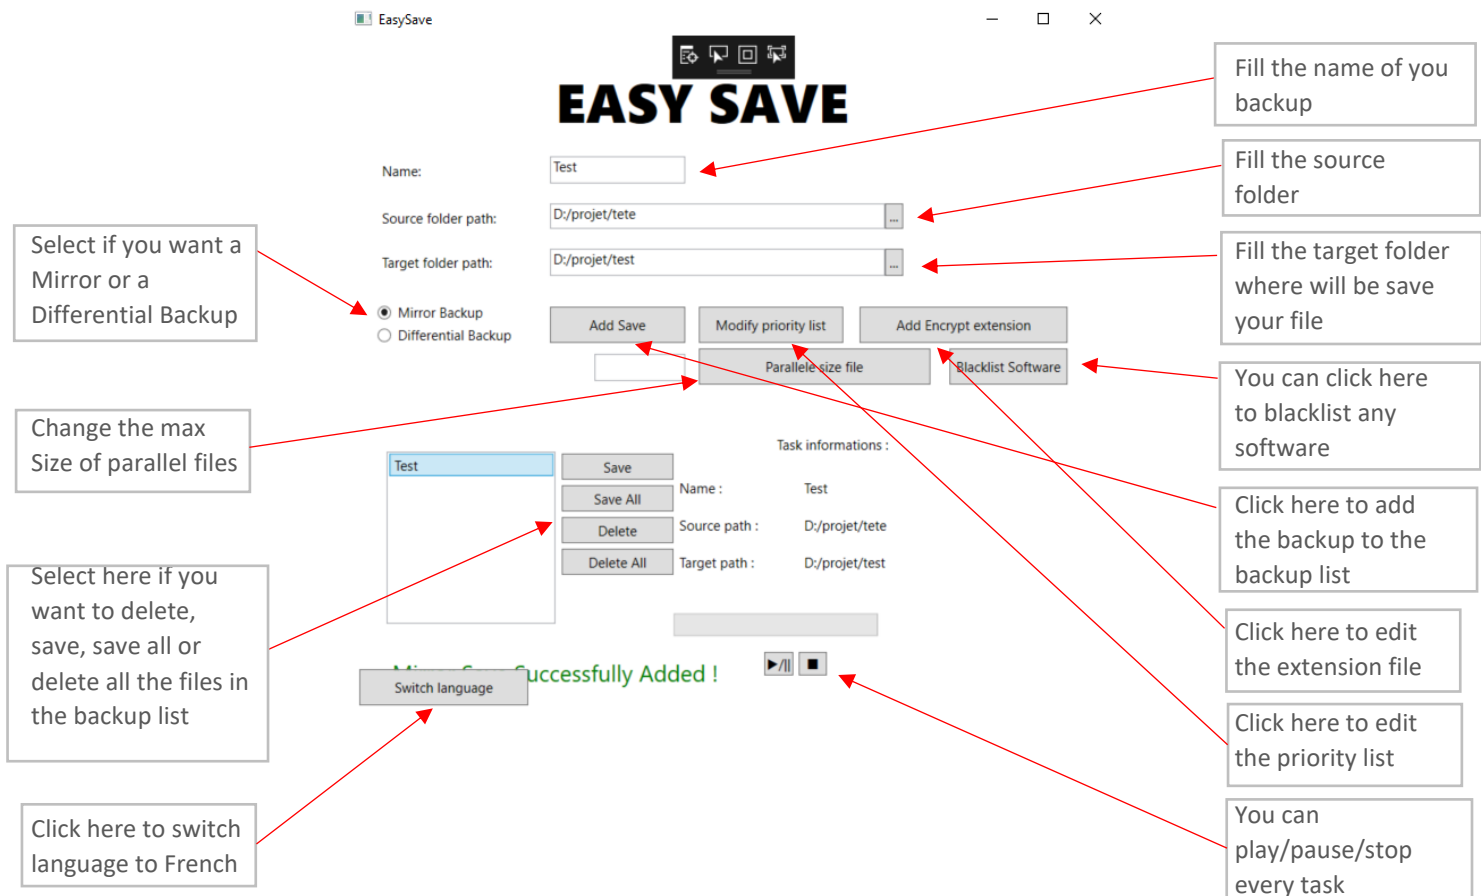 EasySave
EASY SAVE
Name:
Test
Source folder path:
D:/projet/tete
...
Target folder path:
D:/projet/test
...
Mirror Backup
Differential Backup
Add Save
Modify priority list
Add Encrypt extension
Parallele size file
Blacklist Software
Test
Save
Save All
Delete
Delete All
Task informations :
Name :
Test
Source path :
D:/projet/tete
Target path :
D:/projet/test
uccessfully Added !
Switch language
Select if you want a
Mirror or a
Differential Backup
Change the max
Size of parallel files
Select here if you
want to delete,
save, save all or
delete all the files in
the backup list
Click here to switch
language to French
Fill the name of you
backup
Fill the source
folder
Fill the target folder
where will be save
your file
You can click here
to blacklist any
software
Click here to add
the backup to the
backup list
Click here to edit
the extension file
Click here to edit
the priority list
You can
play/pause/stop
every task